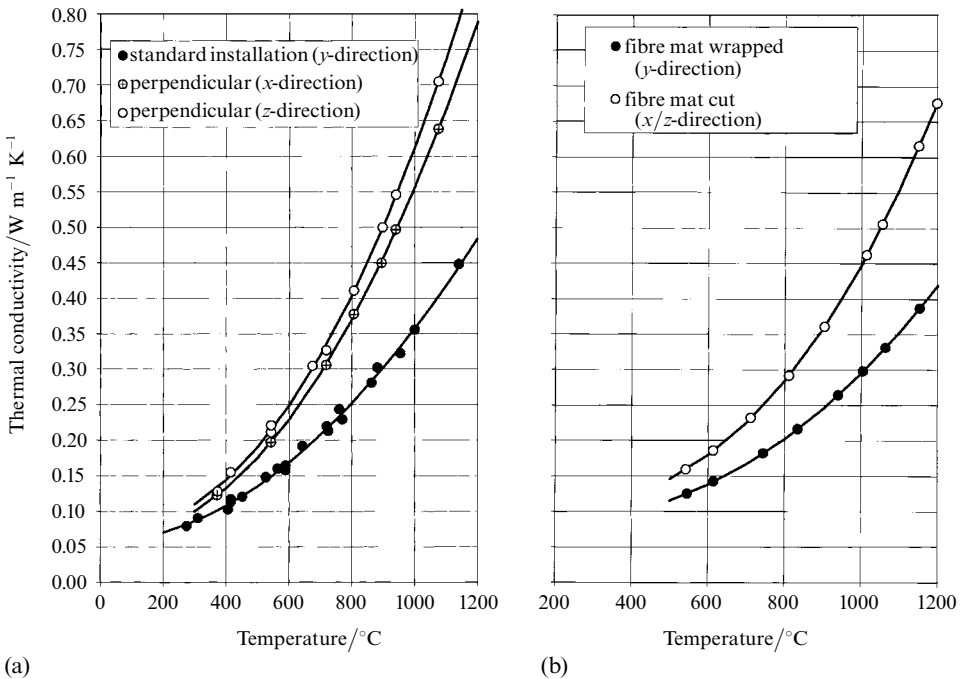 Thermal conductivity/W m⁻¹ K⁻¹
0.80
0.75
0.70
0.65
0.60
0.55
0.50
0.45
0.40
0.35
0.30
0.25
0.20
0.15
0.10
0.05
0.00
standard installation (y-direction)
perpendicular (x-direction)
perpendicular (z-direction)
0 200 400 600 800 1000 1200
Temperature/°C
(a)
fibre mat wrapped
(y-direction)
fibre mat cut
(x/z-direction)
200 200 400 600 800 1000 1200
Temperature/°C
(b)